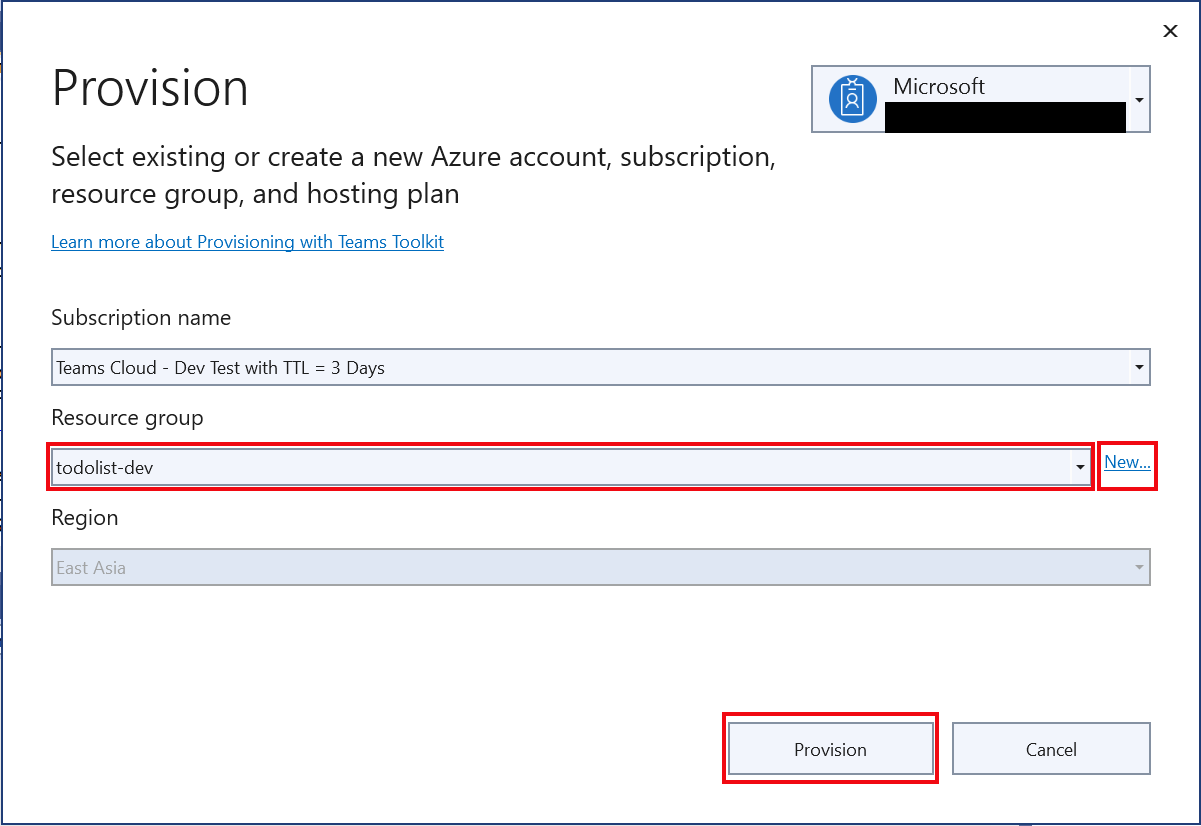 Provision
Microsoft
Select existing or create a new Azure account, subscription,
resource group, and hosting plan
Learn more about Provisioning with Teams Toolkit
Subscription name
Teams Cloud - Dev Test with TTL = 3 Days
Resource group
todolist-dev
New...
Region
East Asia
Provision
Cancel